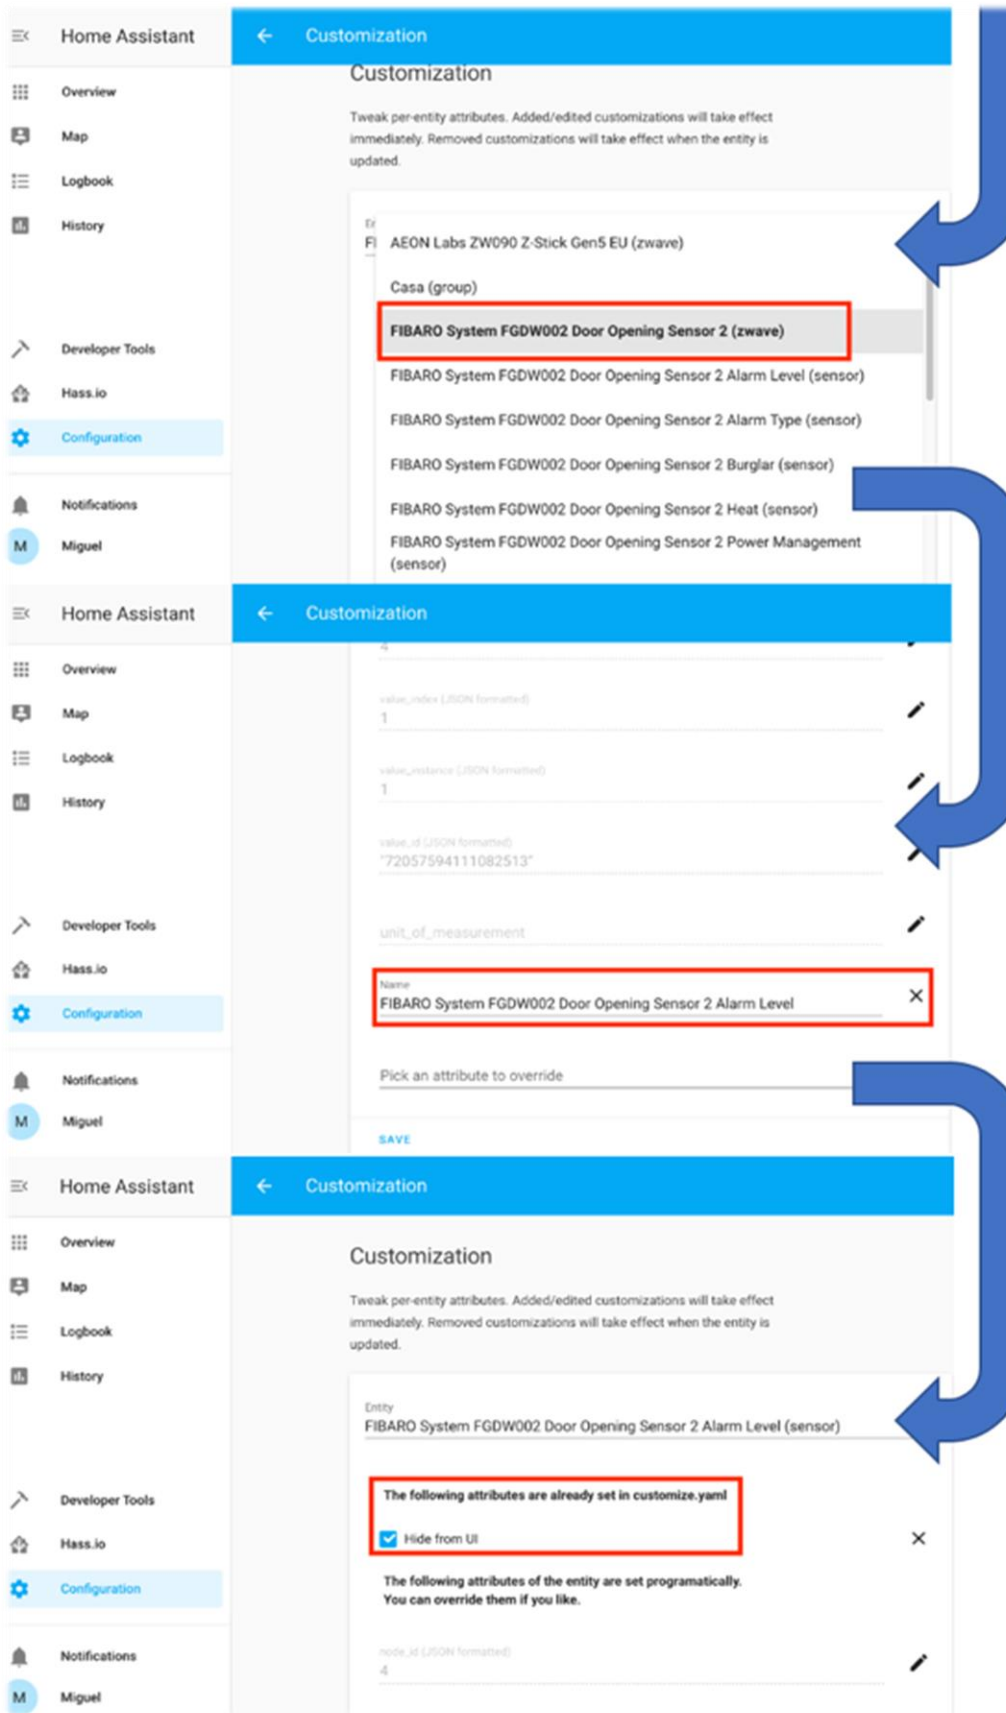 Home Assistant
Customization
Overview
Map
Logbook
History
Developer Tools
Hass.io
Configuration
Notifications
M
Miguel
Customization
Tweak per-entity attributes. Added/edited customizations will take effect
immediately. Removed customizations will take effect when the entity is
updated.
AEON Labs ZW090 Z-Stick Gen5 EU (zwave)
Casa (group)
FIBARO System FGDW002 Door Opening Sensor 2 (zwave)
FIBARO System FGDW002 Door Opening Sensor 2 Alarm Level (sensor)
FIBARO System FGDW002 Door Opening Sensor 2 Alarm Type (sensor)
FIBARO System FGDW002 Door Opening Sensor 2 Burglar (sensor)
FIBARO System FGDW002 Door Opening Sensor 2 Heat (sensor)
FIBARO System FGDW002 Door Opening Sensor 2 Power Management
(sensor)
Home Assistant
Customization
Overview
Map
Logbook
History
Developer Tools
Hass.io
Configuration
Notifications
M
Miguel
4
value_index (JSON formatted)
1
value_instance (JSON formatted)
1
value_id (JSON formatted)
"72057594111082513"
unit_of_measurement
Name
FIBARO System FGDW002 Door Opening Sensor 2 Alarm Level
Pick an attribute to override
SAVE
Home Assistant
Customization
Overview
Map
Logbook
History
Developer Tools
Hass.io
Configuration
Notifications
M
Miguel
Customization
Tweak per-entity attributes. Added/edited customizations will take effect
immediately. Removed customizations will take effect when the entity is
updated.
Entity
FIBARO System FGDW002 Door Opening Sensor 2 Alarm Level (sensor)
The following attributes are already set in customize.yaml
Hide from UI
The following attributes of the entity are set programatically.
You can override them if you like.
node_id (JSON formatted)
4